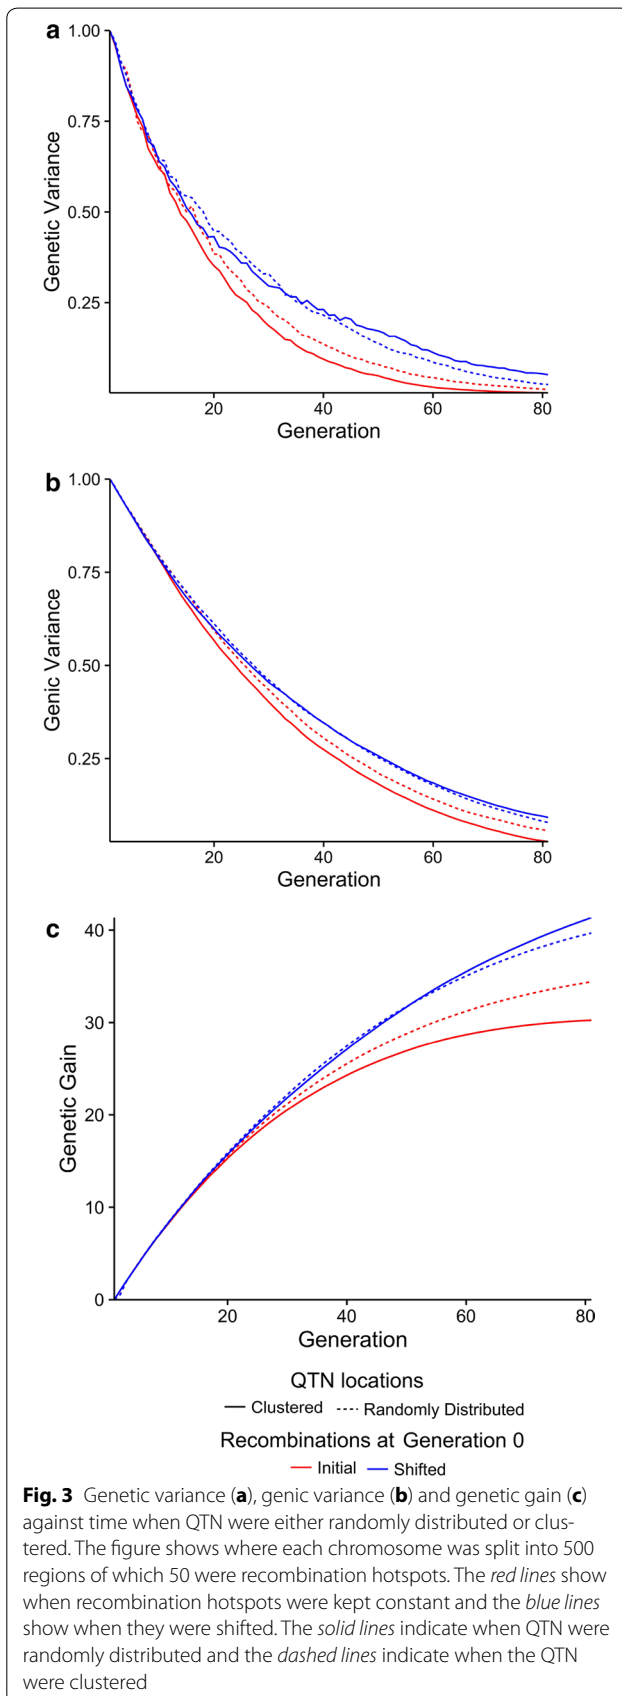 a
1.00
0.75
0.50
0.25
Genetic Variance
20 40 60 80
Generation
b
1.00
0.75
0.50
0.25
Genic Variance
20 40 60 80
Generation
c
40
30
20
10
0
Genetic Gain
20 40 60 80
Generation
QTN locations
Clustered Randomly Distributed
Recombinations at Generation 0
Initial Shifted
Fig. 3 Genetic variance (a), genic variance (b) and genetic gain (c)
against time when QTN were either randomly distributed or clus-
tered. The figure shows where each chromosome was split into 500
regions of which 50 were recombination hotspots. The red lines show
when recombination hotspots were kept constant and the blue lines
show when they were shifted. The solid lines indicate when QTN were
randomly distributed and the dashed lines indicate when the QTN
were clustered